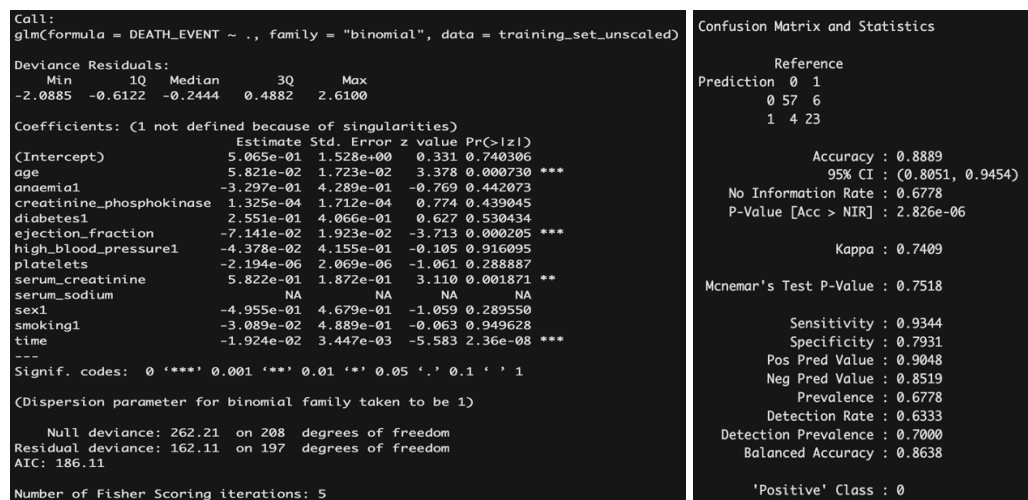 Call:
glm(formula = DEATH_EVENT ~ ., family = "binomial", data = training_set_unscaled)
Deviance Residuals:
Min 1Q Median 3Q Max
-2.0885 -0.6122 -0.2444 0.4882 2.6100
Coefficients: (1 not defined because of singularities)
Estimate Std. Error z value Pr(>|z|)
(Intercept) 5.065e-01 1.528e+00 0.331 0.740306
age 5.821e-02 1.723e-02 3.378 0.000730 ***
anaemia1 -3.297e-01 4.289e-01 -0.769 0.442073
creatinine_phosphokinase 1.325e-04 1.712e-04 0.774 0.439045
diabetes1 2.551e-01 4.066e-01 0.627 0.530434
ejection_fraction -7.141e-02 1.923e-02 -3.713 0.000205 ***
high_blood_pressure1 -4.378e-02 4.155e-01 -0.105 0.916095
platelets -2.194e-06 2.069e-06 -1.061 0.288887
serum_creatinine 5.822e-01 1.872e-01 3.110 0.001871 **
serum_sodium NA NA NA NA
sex1 -4.955e-01 4.679e-01 -1.059 0.289550
smoking1 -3.089e-02 4.889e-01 -0.063 0.949628
time -1.924e-02 3.447e-03 -5.583 2.36e-08 ***
---
Signif. codes: 0 ‘***’ 0.001 ‘**’ 0.01 ‘*’ 0.05 ‘.’ 0.1 ‘ ’ 1
(Dispersion parameter for binomial family taken to be 1)
Null deviance: 262.21 on 208 degrees of freedom
Residual deviance: 162.11 on 197 degrees of freedom
AIC: 186.11
Number of Fisher Scoring iterations: 5
Confusion Matrix and Statistics
Reference
Prediction 0 1
0 57 6
1 4 23
Accuracy : 0.8889
95% CI : (0.8051, 0.9454)
No Information Rate : 0.6778
P-Value [Acc > NIR] : 2.826e-06
Kappa : 0.7409
Mcnemar's Test P-Value : 0.7518
Sensitivity : 0.9344
Specificity : 0.7931
Pos Pred Value : 0.9048
Neg Pred Value : 0.8519
Prevalence : 0.6778
Detection Rate : 0.6333
Detection Prevalence : 0.7000
Balanced Accuracy : 0.8638
'Positive' Class : 0